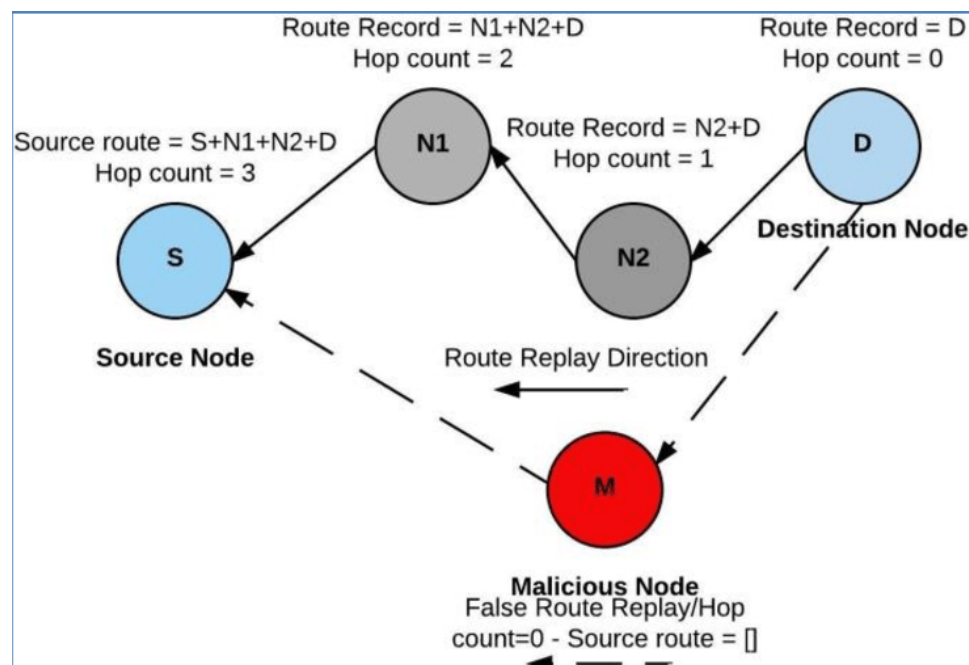 Route Record = N1+N2+D
Hop count = 2
Route Record = D
Hop count = 0
Source route = S+N1+N2+D
Hop count = 3
N1
Route Record = N2+D
Hop count = 1
D
S
N2
Destination Node
Source Node
Route Replay Direction
M
Malicious Node
False Route Replay/Hop
count=0 - Source route = []